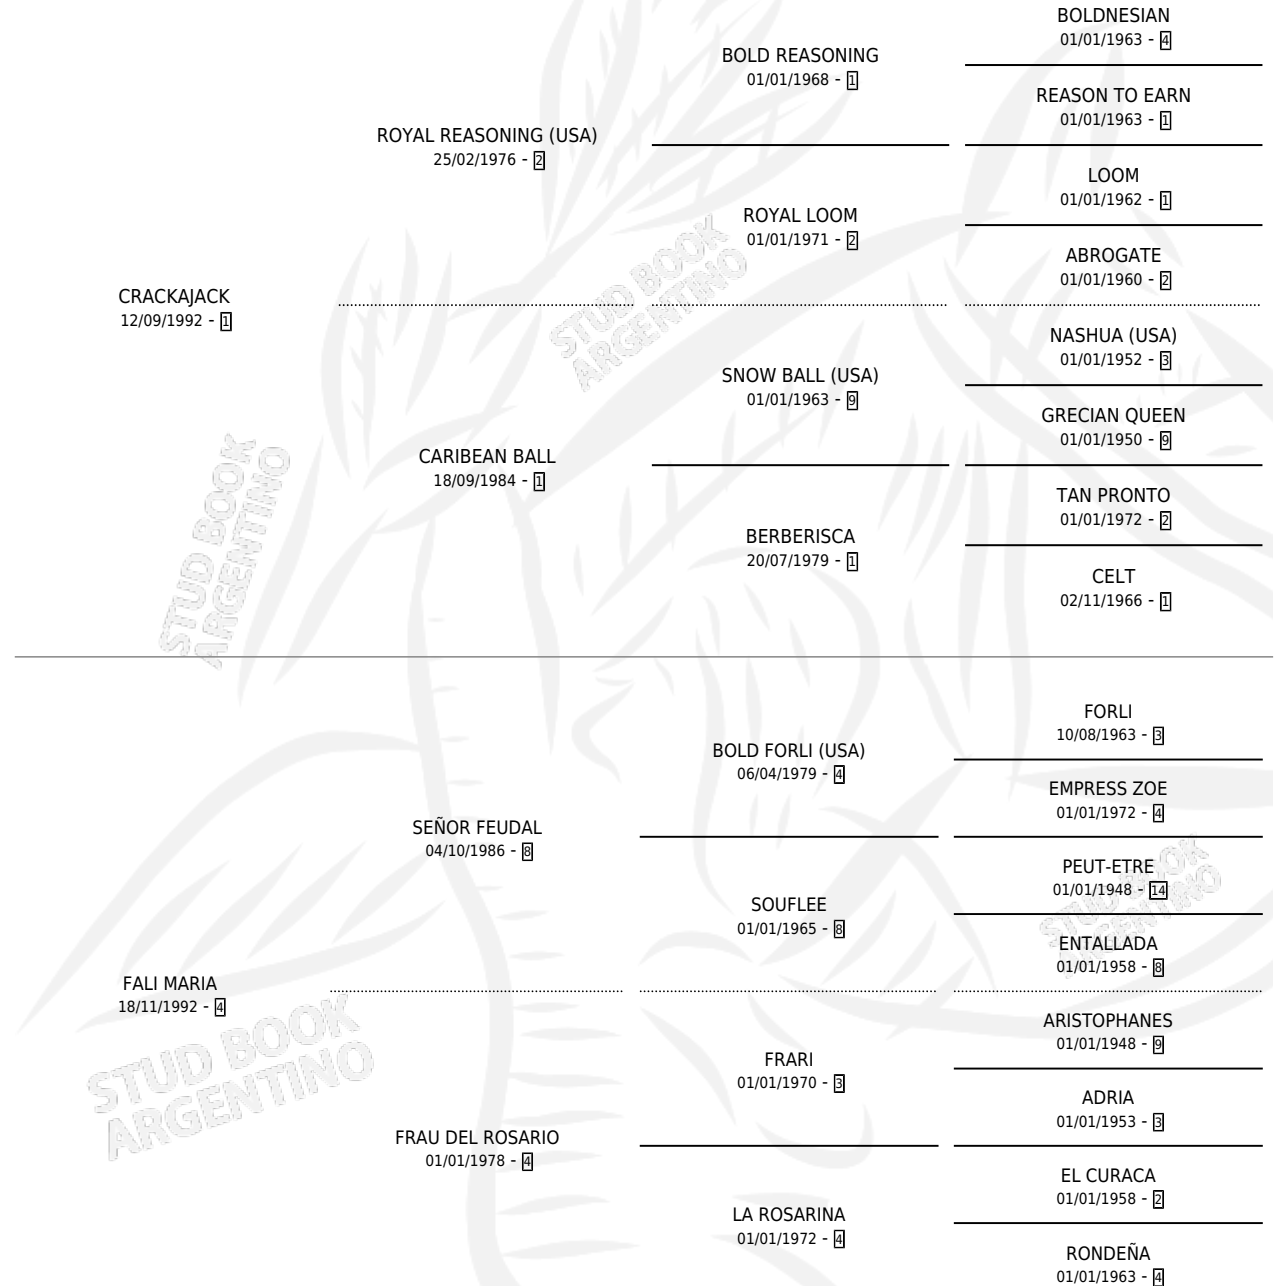 BOLDNESIAN
01/01/1963 - 4
BOLD REASONING
01/01/1968 - 1
REASON TO EARN
01/01/1963 - 1
ROYAL REASONING (USA)
25/02/1976 - 2
LOOM
01/01/1962 - 1
ROYAL LOOM
01/01/1971 - 2
ABROGATE
01/01/1960 - 2
CRACKAJACK
12/09/1992 - 1
NASHUA (USA)
01/01/1952 - 3
SNOW BALL (USA)
01/01/1963 - 9
GRECIAN QUEEN
01/01/1950 - 9
CARIBEAN BALL
18/09/1984 - 1
TAN PRONTO
01/01/1972 - 2
BERBERISCA
20/07/1979 - 1
CELT
02/11/1966 - 1
FORLI
10/08/1963 - 3
BOLD FORLI (USA)
06/04/1979 - 4
EMPRESS ZOE
01/01/1972 - 4
SEÑOR FEUDAL
04/10/1986 - 8
PEUT-ETRE
01/01/1948 - 14
SOUFLEE
01/01/1965 - 8
ENTALLADA
01/01/1958 - 8
FALI MARIA
18/11/1992 - 4
ARISTOPHANES
01/01/1948 - 9
FRARI
01/01/1970 - 3
ADRIA
01/01/1953 - 3
FRAU DEL ROSARIO
01/01/1978 - 4
EL CURACA
01/01/1958 - 2
LA ROSARINA
01/01/1972 - 4
RONDEÑA
01/01/1963 - 4
STUD BOOK
ARGENTINO
STUD BOOK
ARGENTINO
STUD BOOK
ARGENTINO
STUD BOOK
ARGENTINO